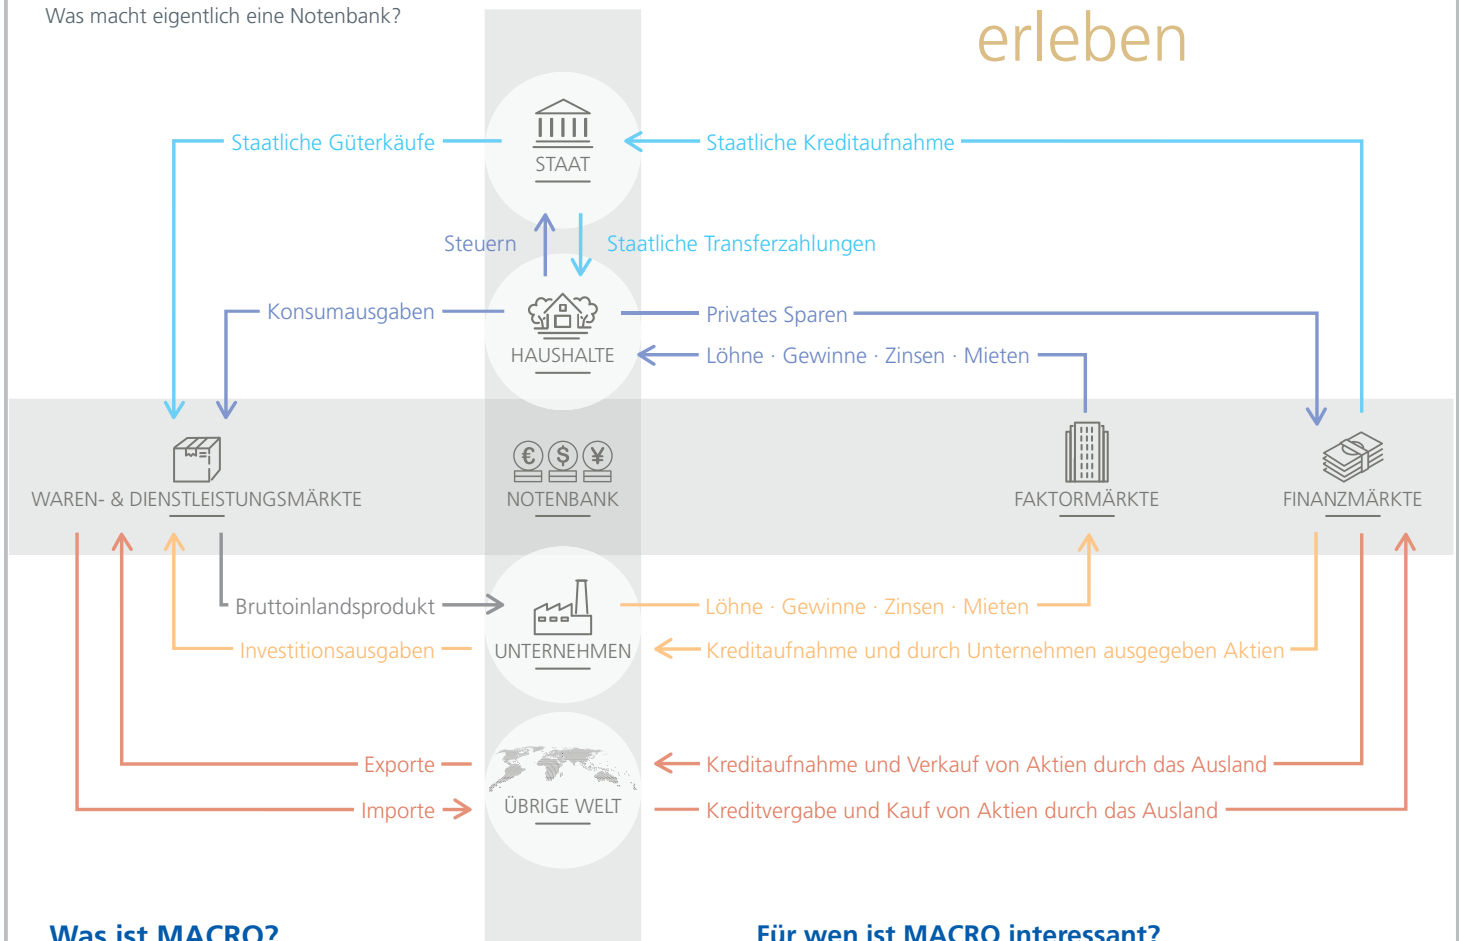 Was macht eigentlich eine Notenbank?
erleben
Staatliche Güterkäufe
STAAT
Staatliche Kreditaufnahme
Steuern
Staatliche Transferzahlungen
Konsumausgaben
HAUSHALTE
Privates Sparen
Löhne · Gewinne · Zinsen · Mieten
€ $ ¥
WAREN- & DIENSTLEISTUNGSMÄRKTE
NOTENBANK
FAKTORMÄRKTE
FINANZMÄRKTE
Bruttoinlandsprodukt
Löhne · Gewinne · Zinsen · Mieten
Investitionsausgaben
UNTERNEHMEN
Kreditaufnahme und durch Unternehmen ausgegeben Aktien
Exporte
Kreditaufnahme und Verkauf von Aktien durch das Ausland
Importe
ÜBRIGE WELT
Kreditvergabe und Kauf von Aktien durch das Ausland
Was ist MACRO?
Für wen ist MACRO interessant?